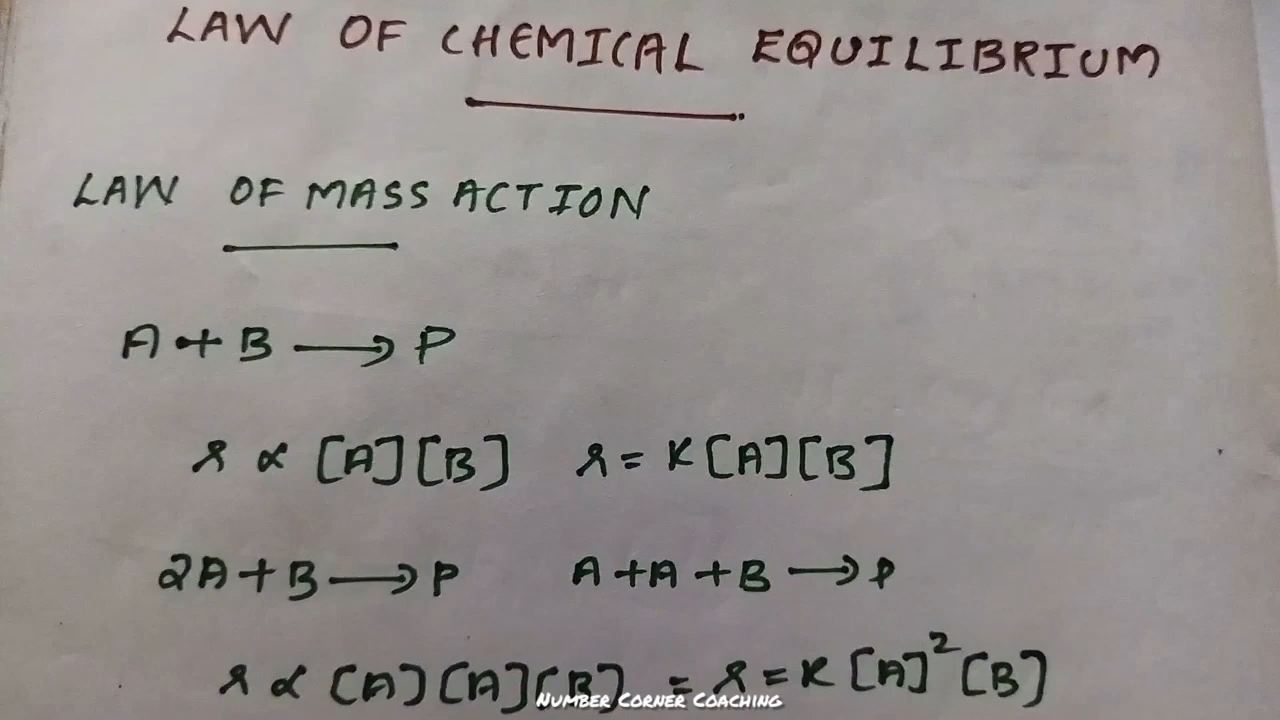 LAW OF CHEMICAL EQUILIBRIUM
LAW OF MASS ACTION
A + B ⟶ P
r ∝ [A][B] r = K[A][B]
2A + B ⟶ P A + A + B ⟶ P
r ∝ [A][A][B] = r = K[A]²[B]
NUMBER CORNER COACHING